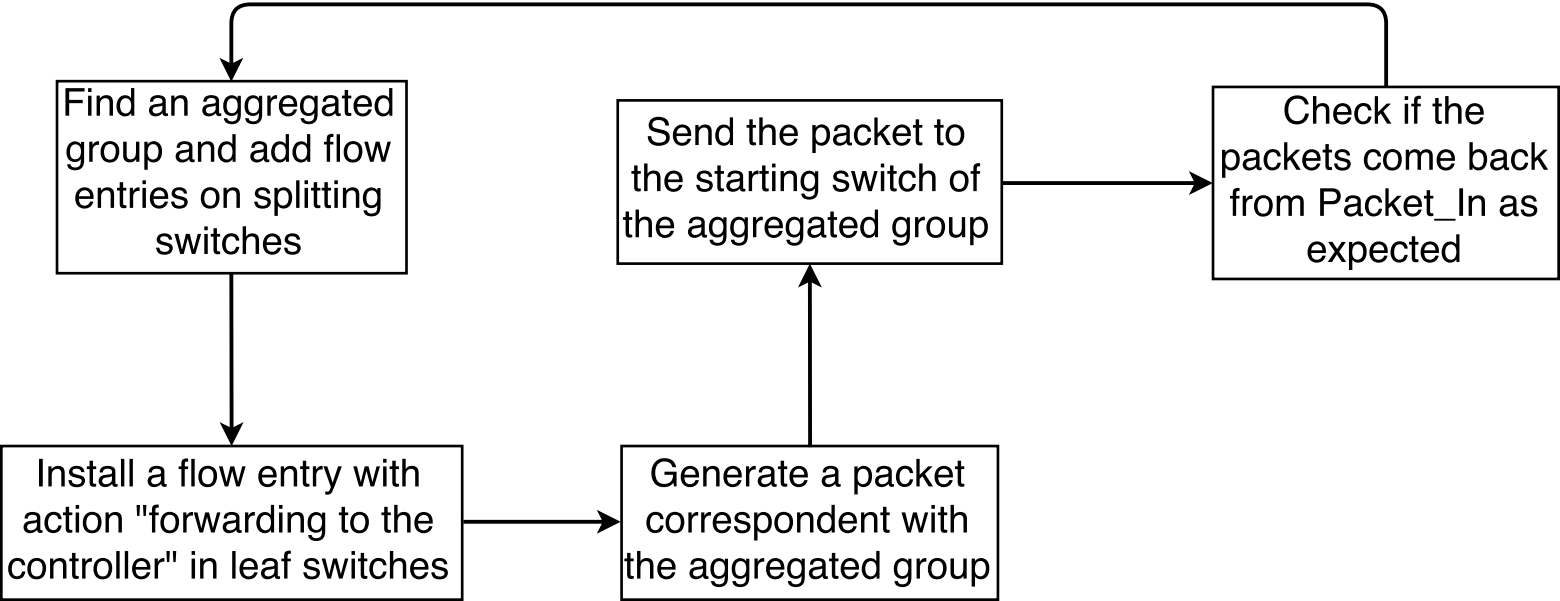 Find an aggregated
group and add flow
entries on splitting
switches
Install a flow entry with
action "forwarding to the
controller" in leaf switches
Generate a packet
correspondent with
the aggregated group
Send the packet to
the starting switch of
the aggregated group
Check if the
packets come back
from Packet_In as
expected